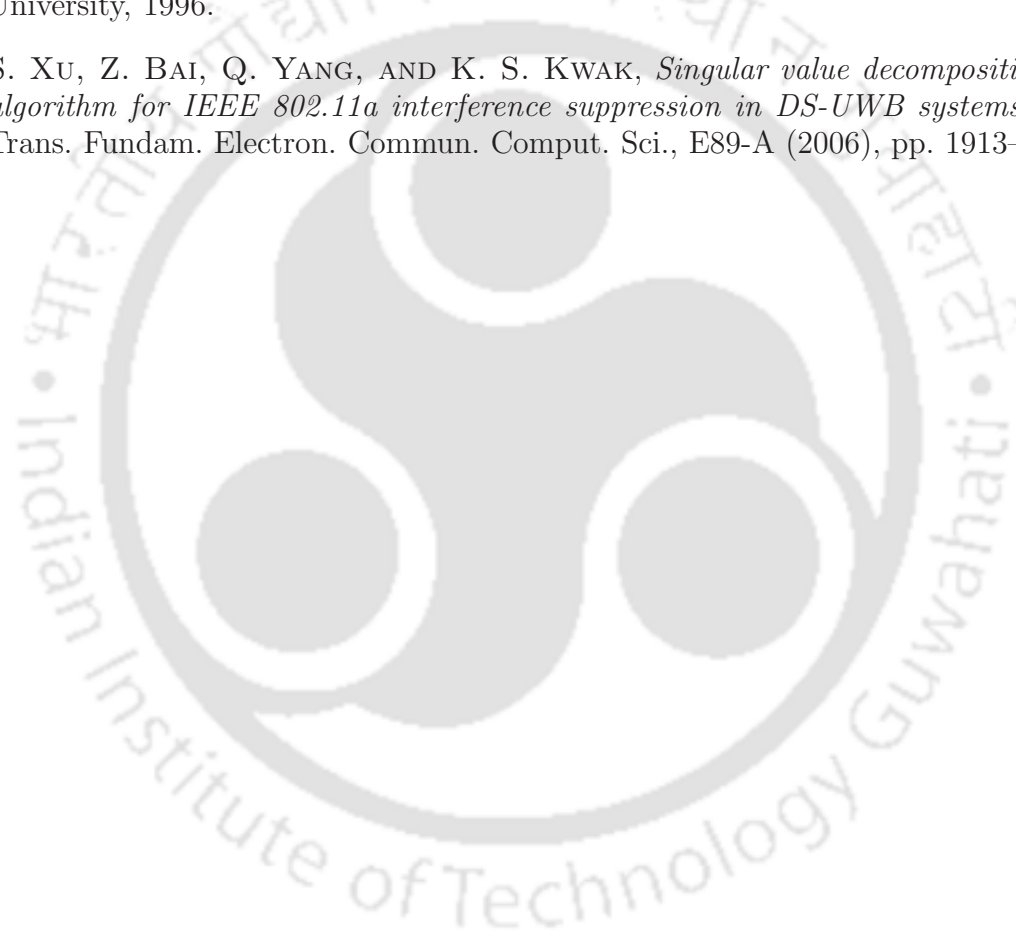 University, 1996.
S. XU, Z. BAI, Q. YANG, AND K. S. KWAK, Singular value decompositi
algorithm for IEEE 802.11a interference suppression in DS-UWB systems
Trans. Fundam. Electron. Commun. Comput. Sci., E89-A (2006), pp. 1913–
• Indian Institute of Technology Guwahati •